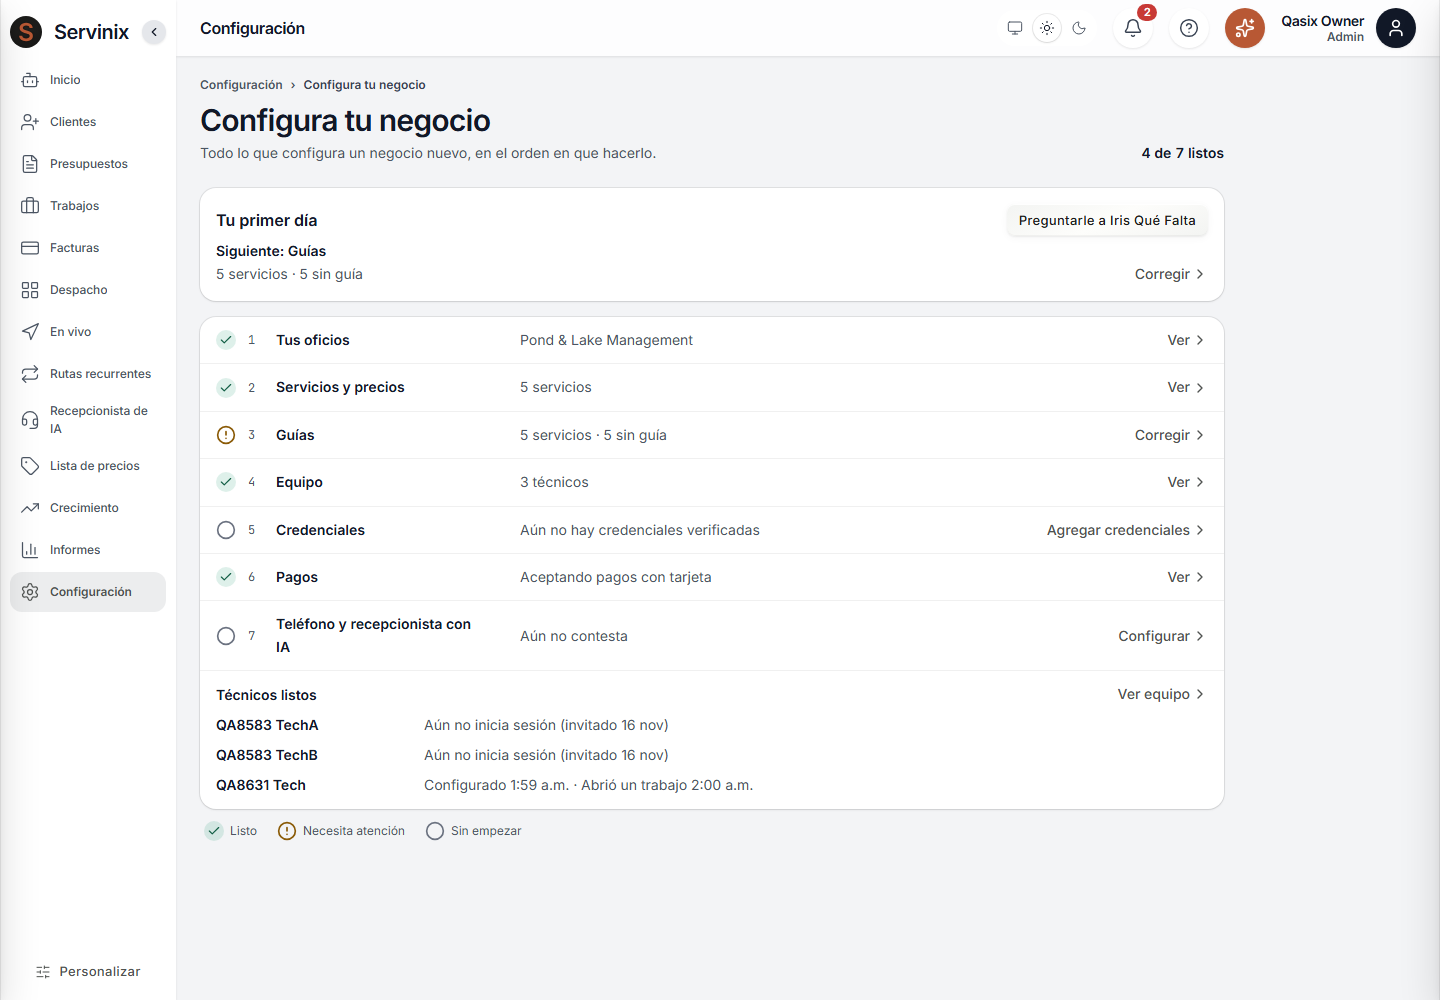 S Servinix
Inicio
Clientes
Presupuestos
Trabajos
Facturas
Despacho
En vivo
Rutas recurrentes
Recepcionista de
IA
Lista de precios
Crecimiento
Informes
Configuración
Personalizar
Configuración
2
Qasix Owner
Admin
Configuración › Configura tu negocio
Configura tu negocio
Todo lo que configura un negocio nuevo, en el orden en que hacerlo.
4 de 7 listos
Tu primer día
Preguntarle a Iris Qué Falta
Siguiente: Guías
5 servicios · 5 sin guía
Corregir
1 Tus oficios Pond & Lake Management Ver
2 Servicios y precios 5 servicios Ver
3 Guías 5 servicios · 5 sin guía Corregir
4 Equipo 3 técnicos Ver
5 Credenciales Aún no hay credenciales verificadas Agregar credenciales
6 Pagos Aceptando pagos con tarjeta Ver
7 Teléfono y recepcionista con
IA
Aún no contesta Configurar
Técnicos listos Ver equipo
QA8583 TechA Aún no inicia sesión (invitado 16 nov)
QA8583 TechB Aún no inicia sesión (invitado 16 nov)
QA8631 Tech Configurado 1:59 a.m. · Abrió un trabajo 2:00 a.m.
Listo Necesita atención Sin empezar